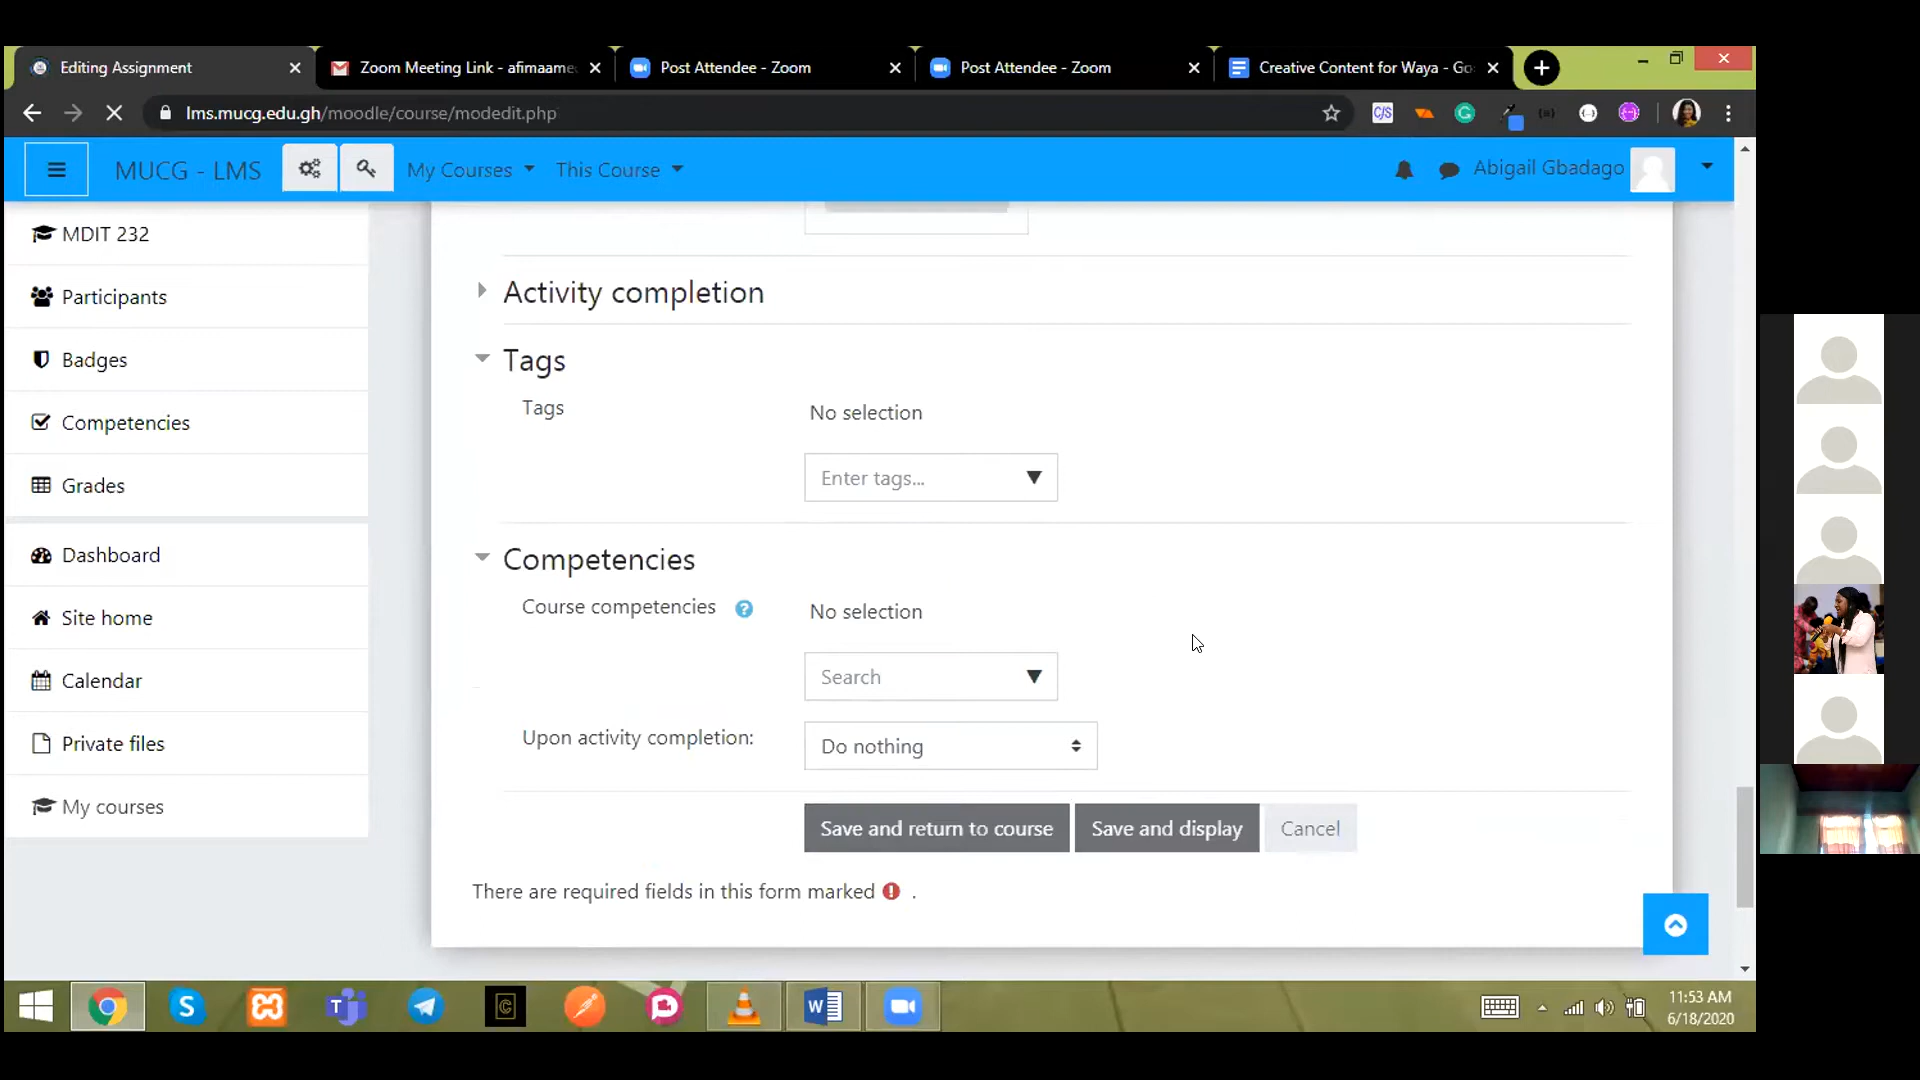 Editing Assignment
Zoom Meeting Link - afimaame
Post Attendee - Zoom
Post Attendee - Zoom
Creative Content for Waya - Go
lms.mucg.edu.gh/moodle/course/modedit.php
MUCG - LMS
My Courses
This Course
Abigail Gbadago
MDIT 232
Participants
Badges
Competencies
Grades
Dashboard
Site home
Calendar
Private files
My courses
Activity completion
Tags
Tags
No selection
Enter tags...
Competencies
Course competencies
No selection
Search
Upon activity completion:
Do nothing
Save and return to course
Save and display
Cancel
There are required fields in this form marked .
11:53 AM
6/18/2020